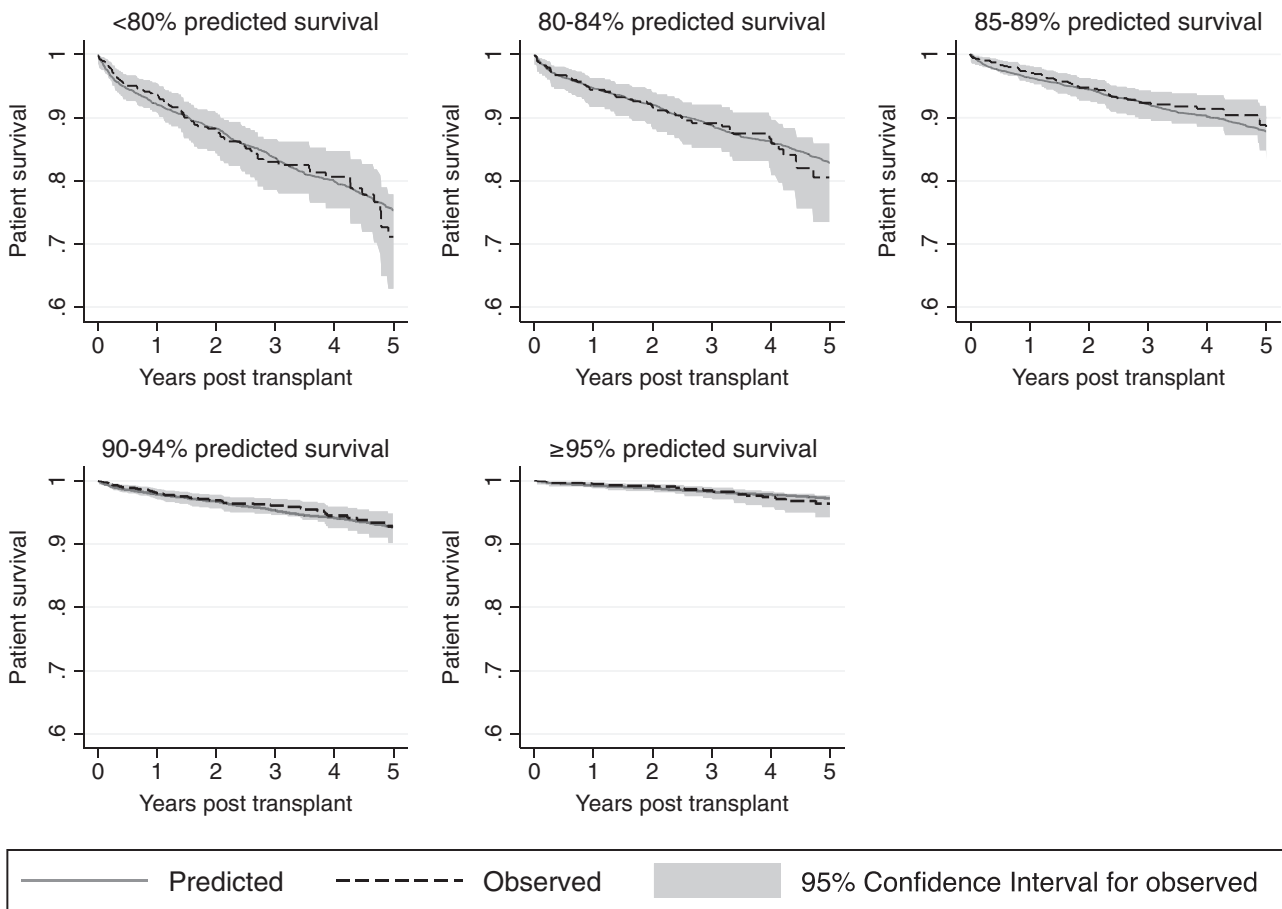 <80% predicted survival
80-84% predicted survival
85-89% predicted survival
Patient survival
1
.9
.8
.7
.6
0 1 2 3 4 5
Years post transplant
Patient survival
1
.9
.8
.7
.6
0 1 2 3 4 5
Years post transplant
Patient survival
1
.9
.8
.7
.6
0 1 2 3 4 5
Years post transplant
90-94% predicted survival
≥95% predicted survival
Patient survival
1
.9
.8
.7
.6
0 1 2 3 4 5
Years post transplant
Patient survival
1
.9
.8
.7
.6
0 1 2 3 4 5
Years post transplant
Predicted
Observed
95% Confidence Interval for observed